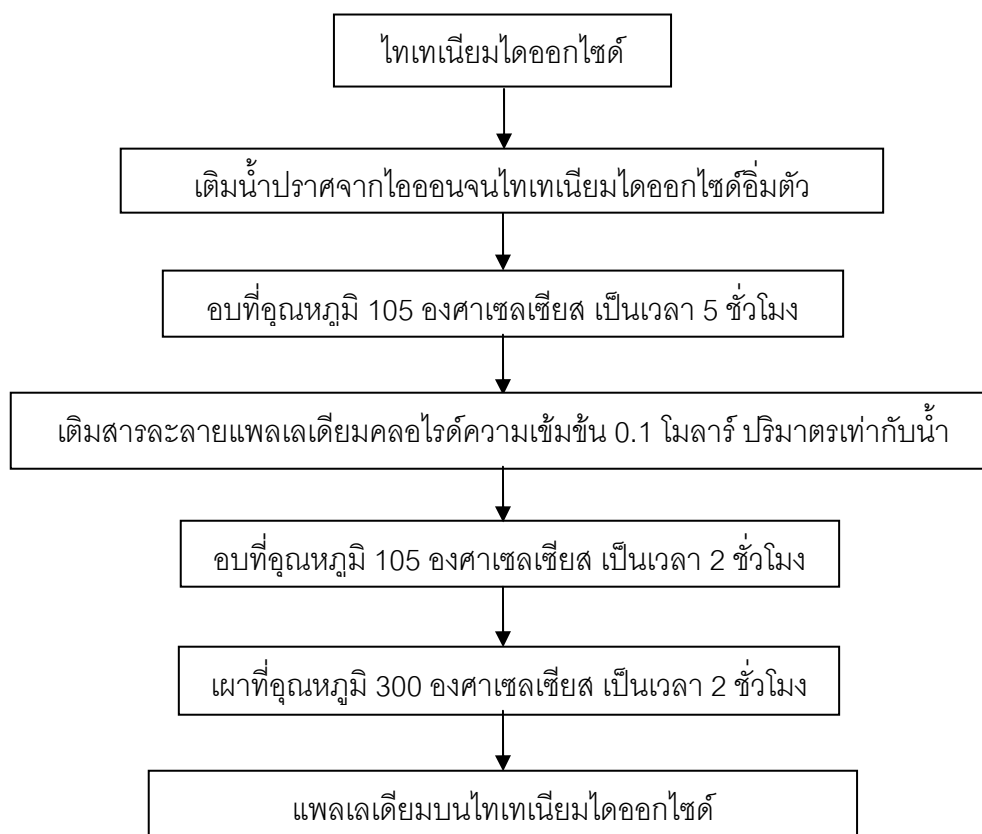 ไทเทเนียมไดออกไซด์
เติมน้ำปราศจากไอออนจนไทเทเนียมไดออกไซด์อิ่มตัว
อบที่อุณหภูมิ 105 องศาเซลเซียส เป็นเวลา 5 ชั่วโมง
เติมสารละลายแพลเลเดียมคลอไรด์ความเข้มข้น 0.1 โมลาร์ ปริมาตรเท่ากับน้ำ
อบที่อุณหภูมิ 105 องศาเซลเซียส เป็นเวลา 2 ชั่วโมง
เผาที่อุณหภูมิ 300 องศาเซลเซียส เป็นเวลา 2 ชั่วโมง
แพลเลเดียมบนไทเทเนียมไดออกไซด์